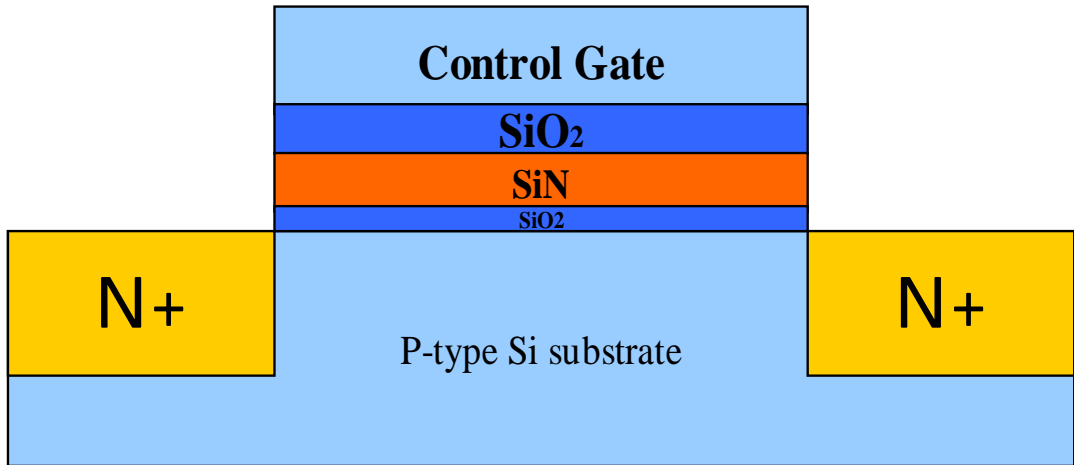 Control Gate
SiO2
SiN
SiO2
N+
N+
P-type Si substrate